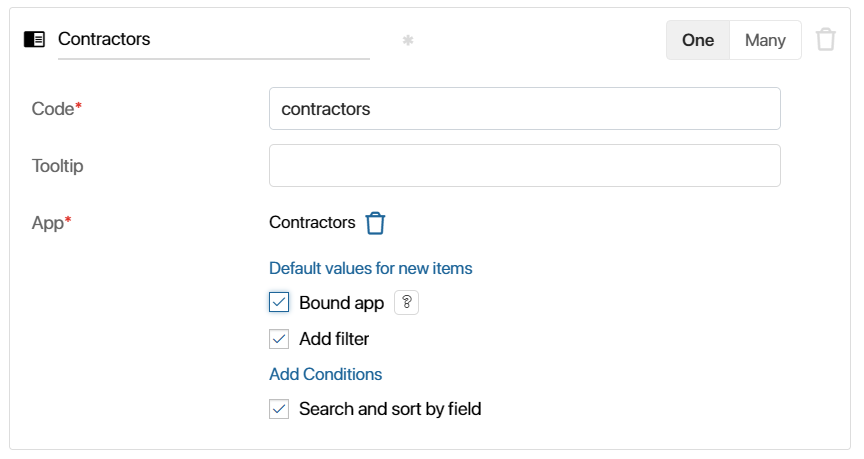 Contractors * One Many
Code* contractors
Tooltip
App* Contractors
Default values for new items
Bound app ?
Add filter
Add Conditions
Search and sort by field